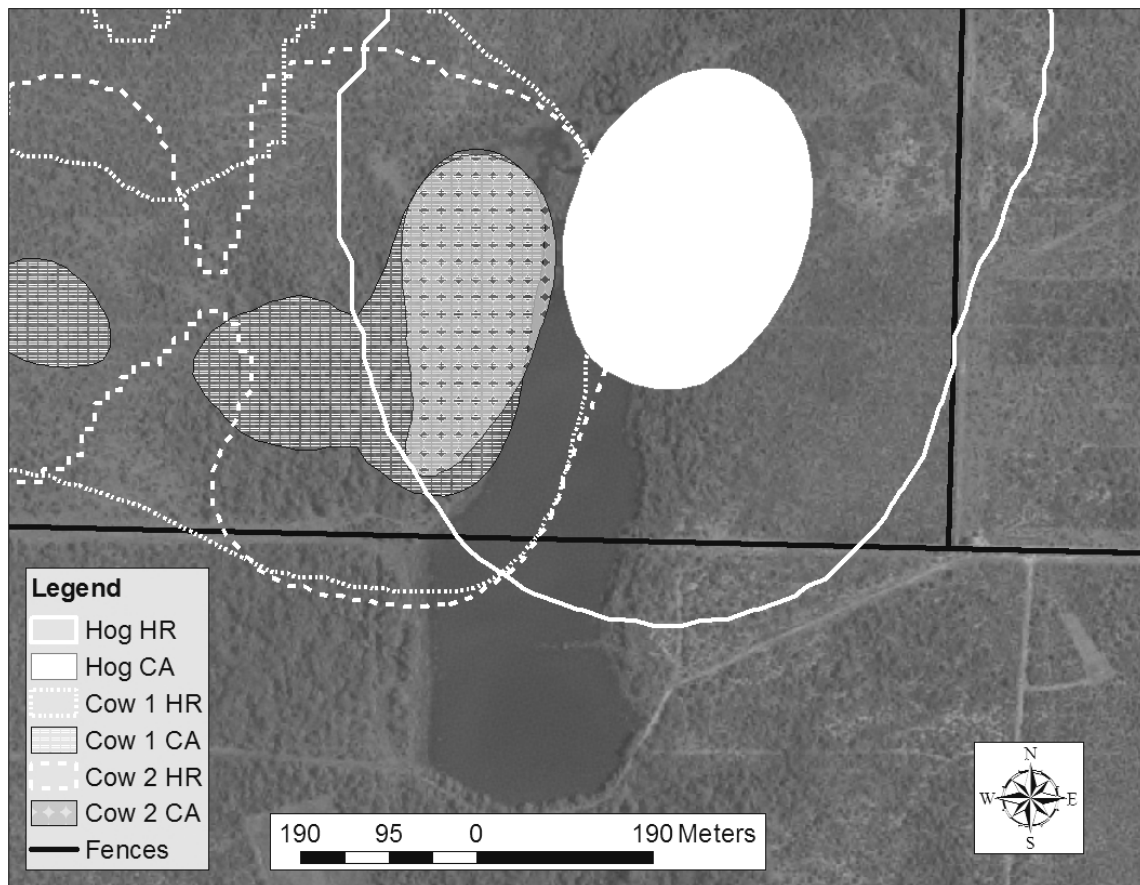 Legend
Hog HR
Hog CA
Cow 1 HR
Cow 1 CA
Cow 2 HR
Cow 2 CA
Fences
190 95 0 190 Meters
N
W E
S